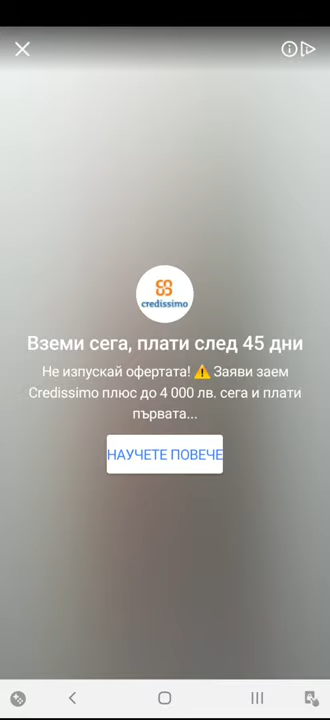 credissimo
Вземи сега, плати след 45 дни
Не изпускай офертата! ⚠️ Заяви заем
Credissimo плюс до 4 000 лв. сега и плати
първата...
НАУЧЕТЕ ПОВЕЧЕ